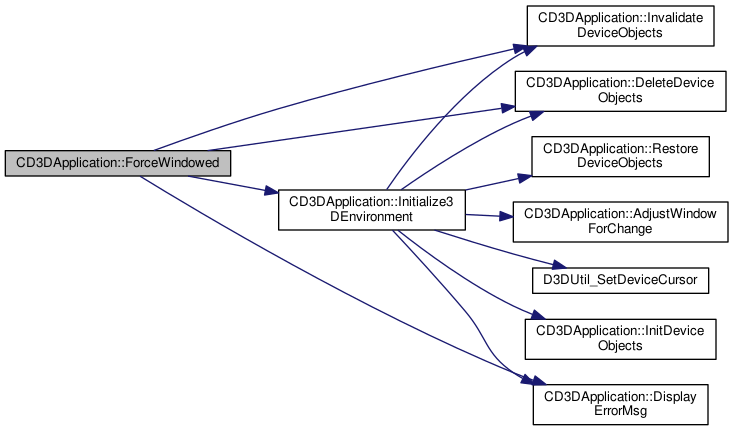 CD3DApplication::ForceWindowed
CD3DApplication::Initialize3
DEnvironment
CD3DApplication::Invalidate
DeviceObjects
CD3DApplication::DeleteDevice
Objects
CD3DApplication::Restore
DeviceObjects
CD3DApplication::AdjustWindow
ForChange
D3DUtil_SetDeviceCursor
CD3DApplication::InitDevice
Objects
CD3DApplication::Display
ErrorMsg